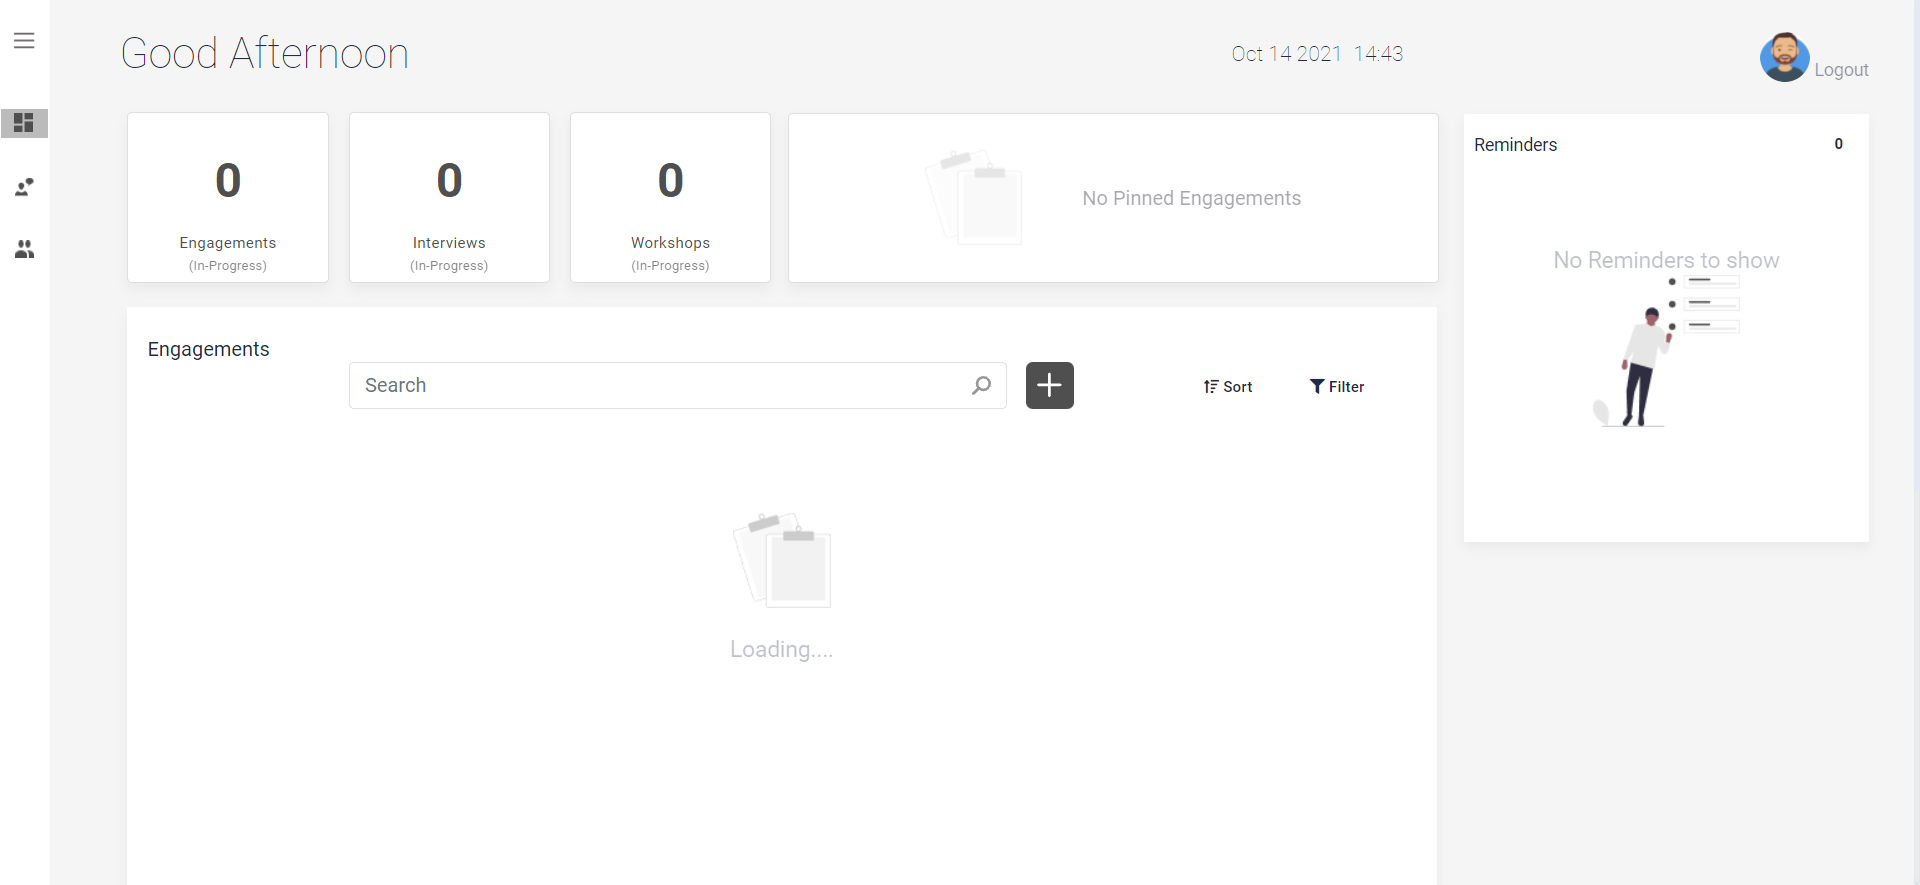 Good Afternoon
Oct 14 2021 14:43
Logout
0
Engagements
(In-Progress)
0
Interviews
(In-Progress)
0
Workshops
(In-Progress)
No Pinned Engagements
Reminders 0
No Reminders to show
Engagements
Search
Sort
Filter
Loading....